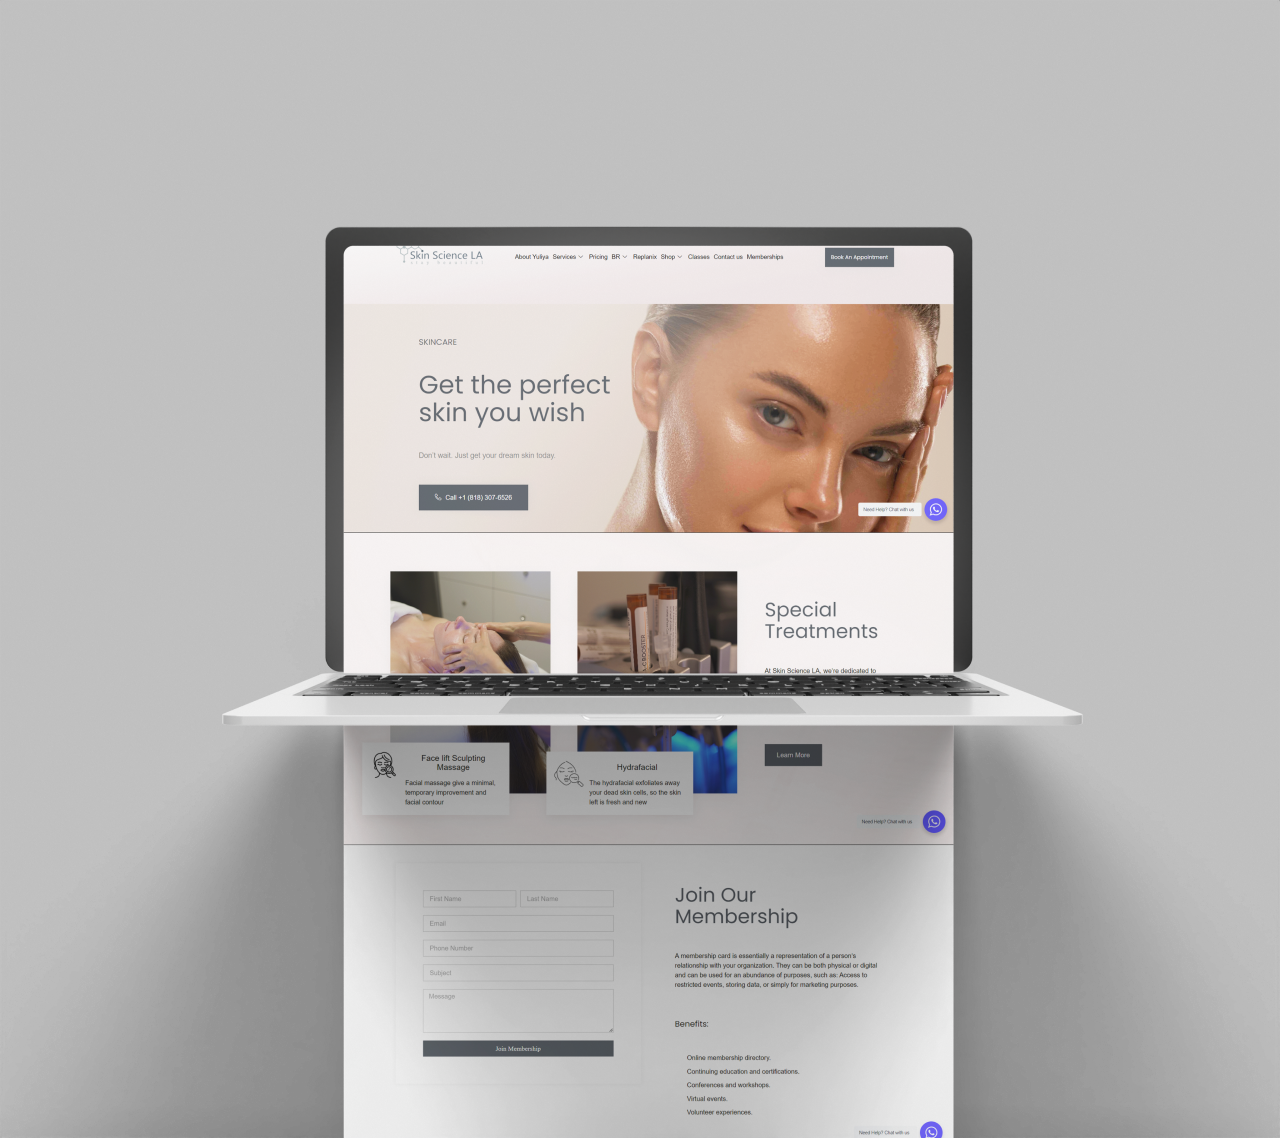 Skin Science LA
About Yuliya Services Pricing BR Replanix Shop Classes Contact us Memberships
Book An Appointment
SKINCARE
Get the perfect
skin you wish
Don't wait. Just get your dream skin today.
Call +1 (818) 307-6526
Need Help? Chat with us
Special
Treatments
At Skin Science LA, we're dedicated to
BOOSTER
Learn More
Face lift Sculpting
Massage
Facial massage give a minimal,
temporary improvement and
facial contour
Hydrafacial
The hydrafacial exfoliates away
your dead skin cells, so the skin
left is fresh and new
Need Help? Chat with us
First Name
Last Name
Email
Phone Number
Subject
Message
Join Membership
Join Our
Membership
A membership card is essentially a representation of a person's
relationship with your organization. They can be both physical or digital
and can be used for an abundance of purposes, such as: Access to
restricted events, storing data, or simply for marketing purposes.
Benefits:
Online membership directory.
Continuing education and certifications.
Conferences and workshops.
Virtual events.
Volunteer experiences.
Need Help? Chat with us